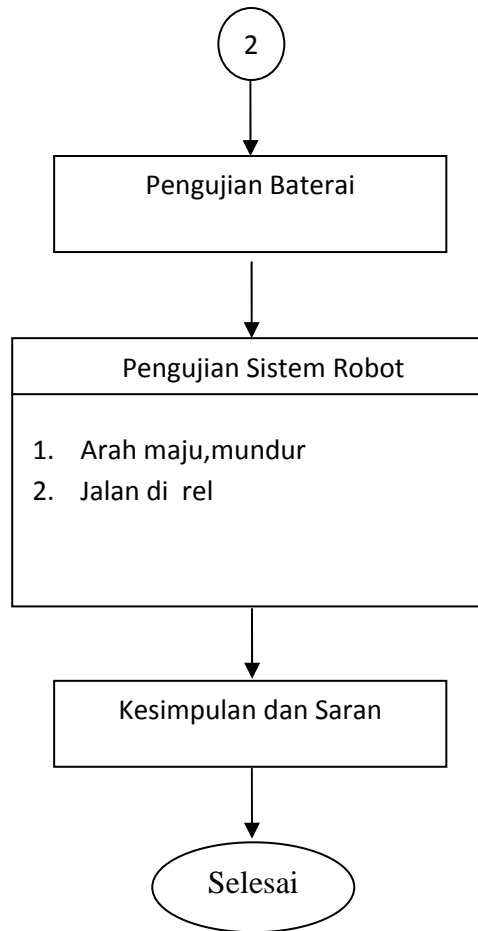 2
Pengujian Baterai
Pengujian Sistem Robot
1. Arah maju,mundur
2. Jalan di rel
Kesimpulan dan Saran
Selesai